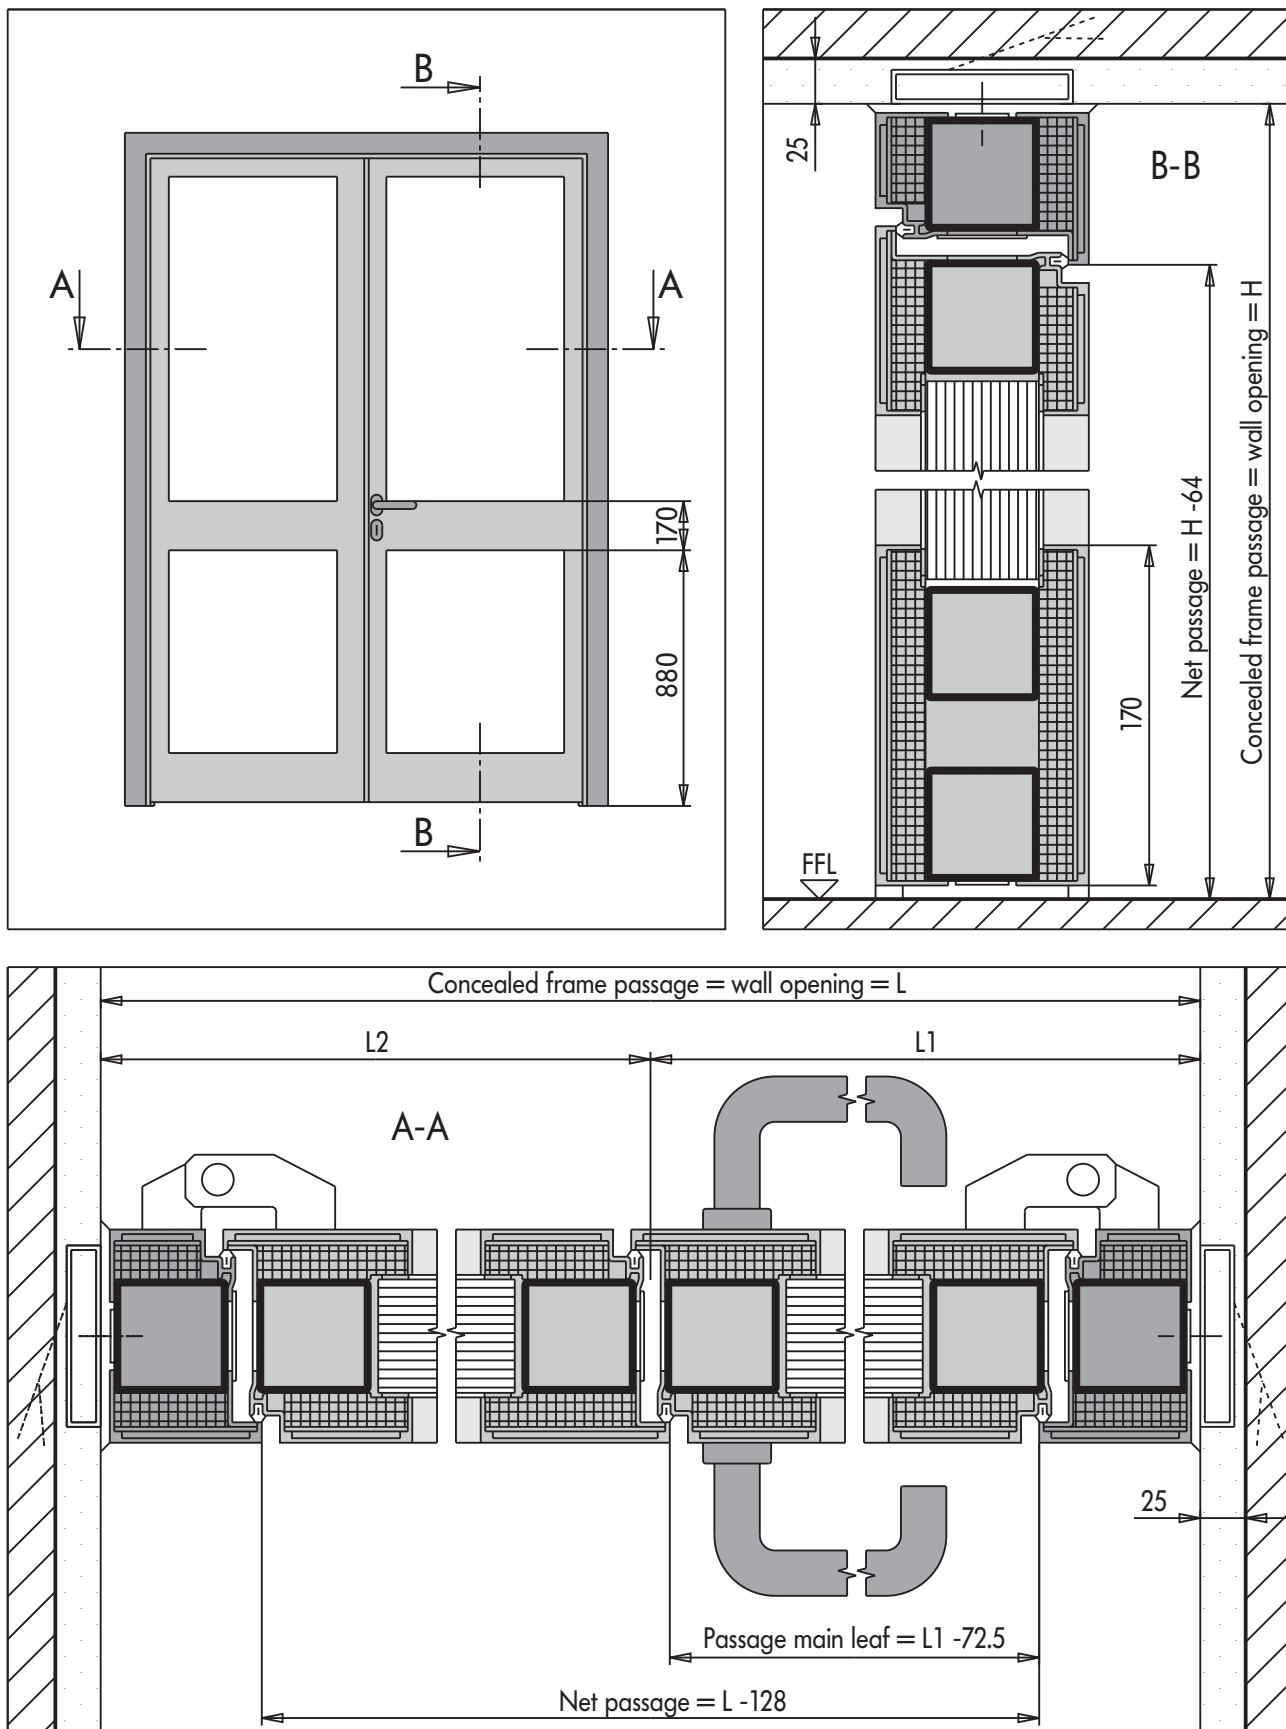 B
A
A
170
880
B
25
B-B
Net passage = H -64
Concealed frame passage = wall opening = H
170
FFL
Concealed frame passage = wall opening = L
L2
L1
A-A
25
Passage main leaf = L1 -72.5
Net passage = L -128